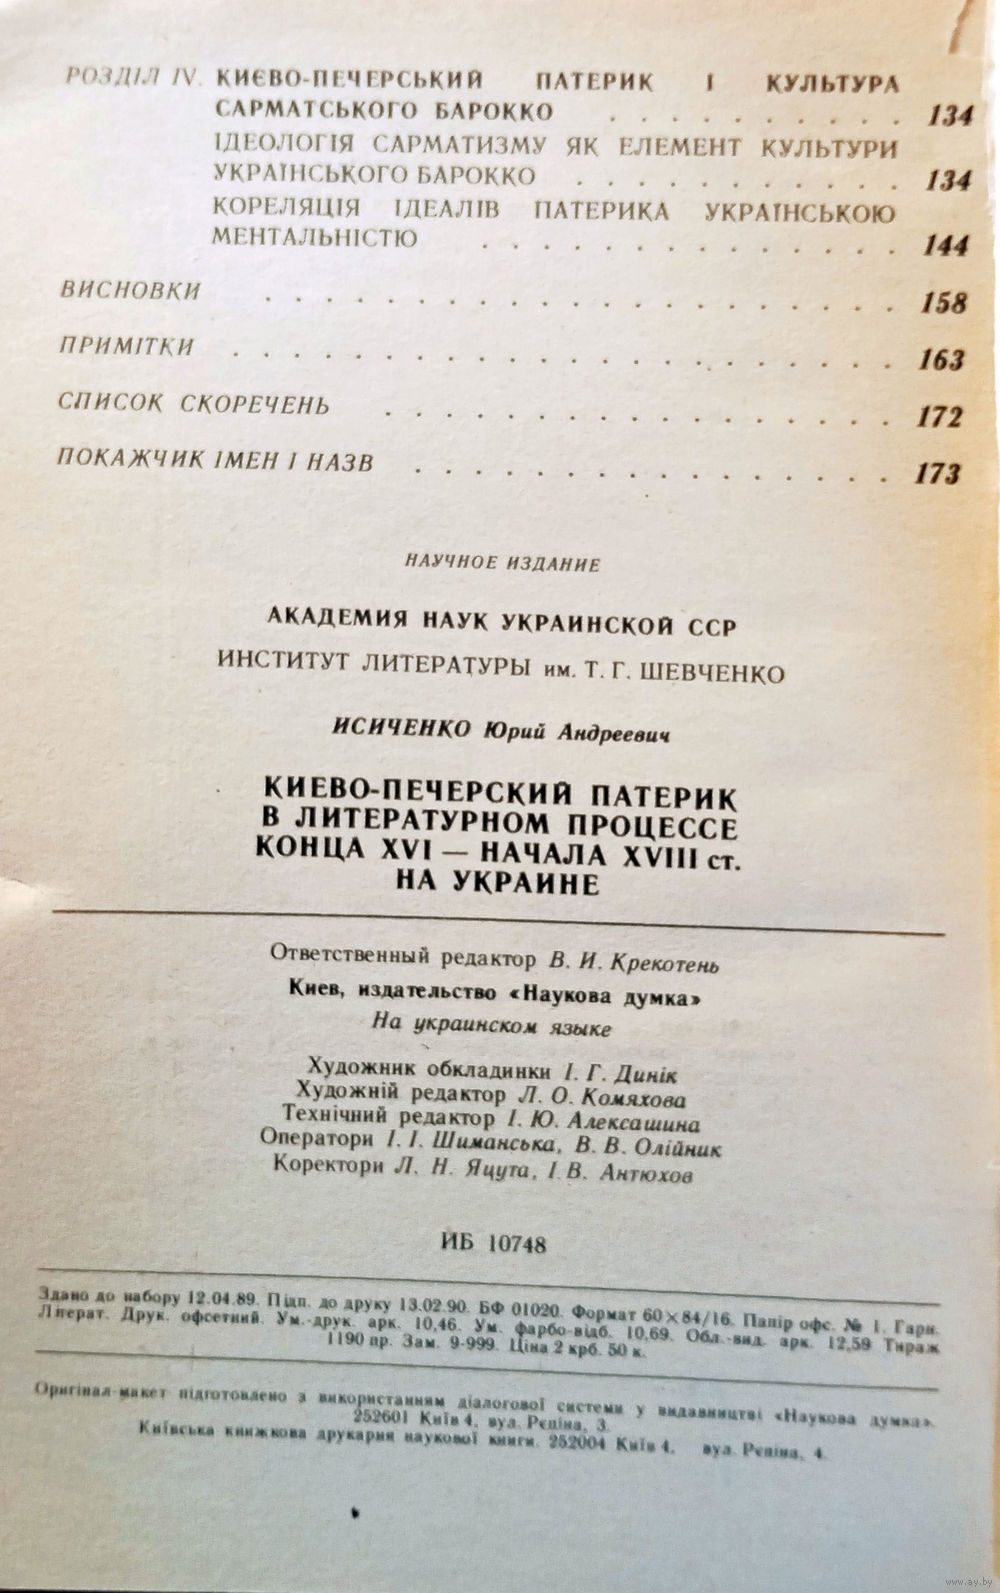 РОЗДІЛ IV. КИЄВО-ПЕЧЕРСЬКИЙ ПАТЕРИК І КУЛЬТУРА
САРМАТСЬКОГО БАРОККО . . . . . . . . . . 134
ІДЕОЛОГІЯ САРМАТИЗМУ ЯК ЕЛЕМЕНТ КУЛЬТУРИ
УКРАЇНСЬКОГО БАРОККО . . . . . . . . . . . 134
КОРЕЛЯЦІЯ ІДЕАЛІВ ПАТЕРИКА УКРАЇНСЬКОЮ
МЕНТАЛЬНІСТЮ . . . . . . . . . . . . . . 144
ВИСНОВКИ . . . . . . . . . . . . . . . . . . . . . 158
ПРИМІТКИ . . . . . . . . . . . . . . . . . . . . . . 163
СПИСОК СКОРЕЧЕНЬ . . . . . . . . . . . . . . . . . 172
ПОКАЖЧИК ІМЕН І НАЗВ . . . . . . . . . . . . . . . . 173
НАУЧНОЕ ИЗДАНИЕ
АКАДЕМИЯ НАУК УКРАИНСКОЙ ССР
ИНСТИТУТ ЛИТЕРАТУРЫ им. Т. Г. ШЕВЧЕНКО
ИСИЧЕНКО Юрий Андреевич
КИЕВО-ПЕЧЕРСКИЙ ПАТЕРИК
В ЛИТЕРАТУРНОМ ПРОЦЕССЕ
КОНЦА XVI — НАЧАЛА XVIII ст.
НА УКРАИНЕ
Ответственный редактор В. И. Крекотень
Киев, издательство «Наукова думка»
На украинском языке
Художник обкладинки І. Г. Динік
Художній редактор Л. О. Комяхова
Технічний редактор І. Ю. Алексашина
Оператори І. І. Шиманська, В. В. Олійник
Коректори Л. Н. Яцута, І. В. Антюхов
ИБ 10748
Здано до набору 12.04.89. Підп. до друку 13.02.90. БФ 01020. Формат 60×84/16. Папір офс. № 1. Гарн.
Літерат. Друк. офсетний. Ум.-друк. арк. 10,46. Ум. фарбо-відб. 10,69. Обл.-вид. арк. 12,59 Тираж
1190 пр. Зам. 9-999. Ціна 2 крб. 50 к.
Оригінал-макет підготовлено з використанням діалогової системи у видавництві «Наукова думка».
252601 Київ 4, вул. Рєпіна, 3.
Київська книжкова друкарня наукової книги. 252004 Київ 4, вул. Рєпіна, 4.
www.ay.by